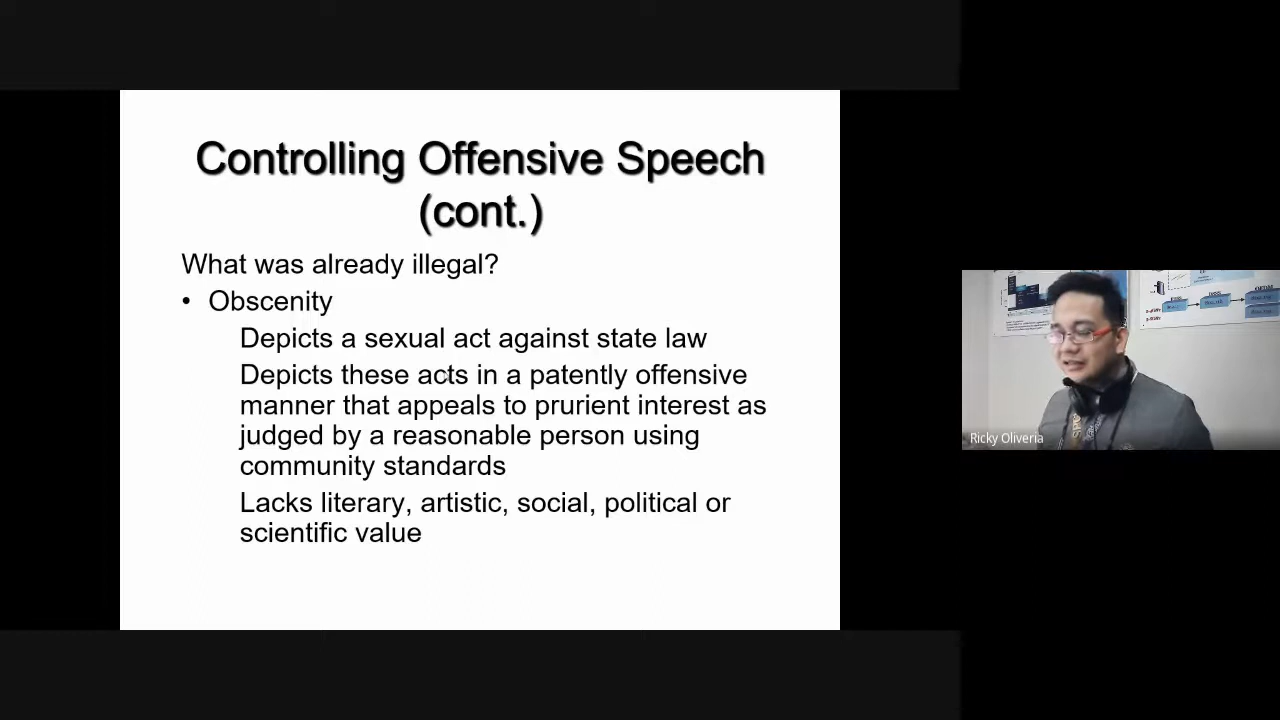 Controlling Offensive Speech
(cont.)
What was already illegal?
• Obscenity
Depicts a sexual act against state law
Depicts these acts in a patently offensive
manner that appeals to prurient interest as
judged by a reasonable person using
community standards
Lacks literary, artistic, social, political or
scientific value
Ricky Oliveria